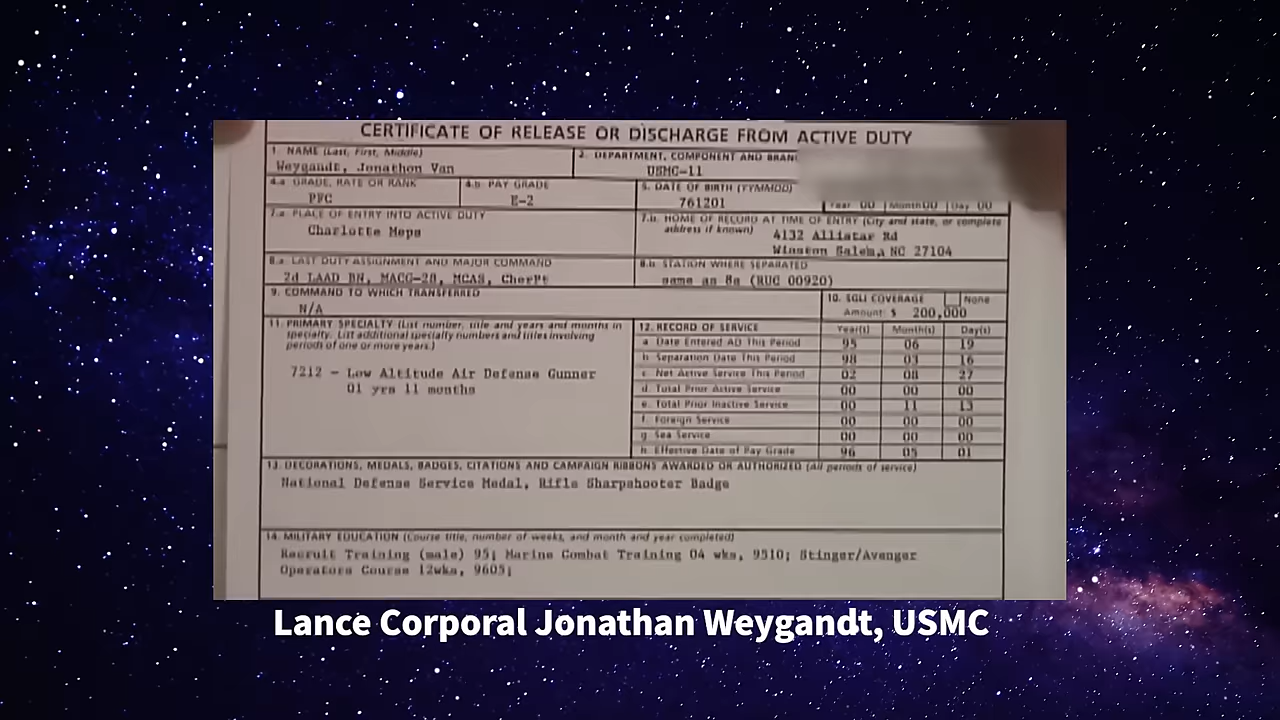 CERTIFICATE OF RELEASE OR DISCHARGE FROM ACTIVE DUTY
1. NAME (Last, First, Middle)
Weygandt, Jonathon Van
2. DEPARTMENT, COMPONENT AND BRAN
USMC-11
4.a GRADE, RATE OR RANK
PFC
4.b PAY GRADE
E-2
5. DATE OF BIRTH (YYMMDD)
761201
Year 00 Month 00 Day 00
7.a PLACE OF ENTRY INTO ACTIVE DUTY
Charlotte Meps
7.b HOME OF RECORD AT TIME OF ENTRY (City and state, or complete
address if known) 4132 Allistar Rd
Winston Salem, NC 27104
8.a LAST DUTY ASSIGNMENT AND MAJOR COMMAND
2d LAAD BN, MACG-28, MCAS, CherPt
8.b STATION WHERE SEPARATED
same as 8a (RUC 00920)
9. COMMAND TO WHICH TRANSFERRED
N/A
10. SGLI COVERAGE None
Amount $ 200,000
11. PRIMARY SPECIALTY (List number, title and years and months in
specialty. List additional specialty numbers and titles involving
periods of one or more years.)
7212 - Low Altitude Air Defense Gunner
01 yrs 11 months
12. RECORD OF SERVICE Year(s) Month(s) Day(s)
a. Date Entered AD This Period 95 06 19
b. Separation Date This Period 98 03 16
c. Net Active Service This Period 02 08 27
d. Total Prior Active Service 00 00 00
e. Total Prior Inactive Service 00 11 13
f. Foreign Service 00 00 00
g. Sea Service 00 00 00
h. Effective Date of Pay Grade 96 05 01
13. DECORATIONS, MEDALS, BADGES, CITATIONS AND CAMPAIGN RIBBONS AWARDED OR AUTHORIZED (All periods of service)
National Defense Service Medal, Rifle Sharpshooter Badge
14. MILITARY EDUCATION (Course title, number of weeks, and month and year completed)
Recruit Training (male) 95; Marine Combat Training 04 wks, 9510; Stinger/Avenger
Operators Course 12wks, 9605;
Lance Corporal Jonathan Weygandt, USMC